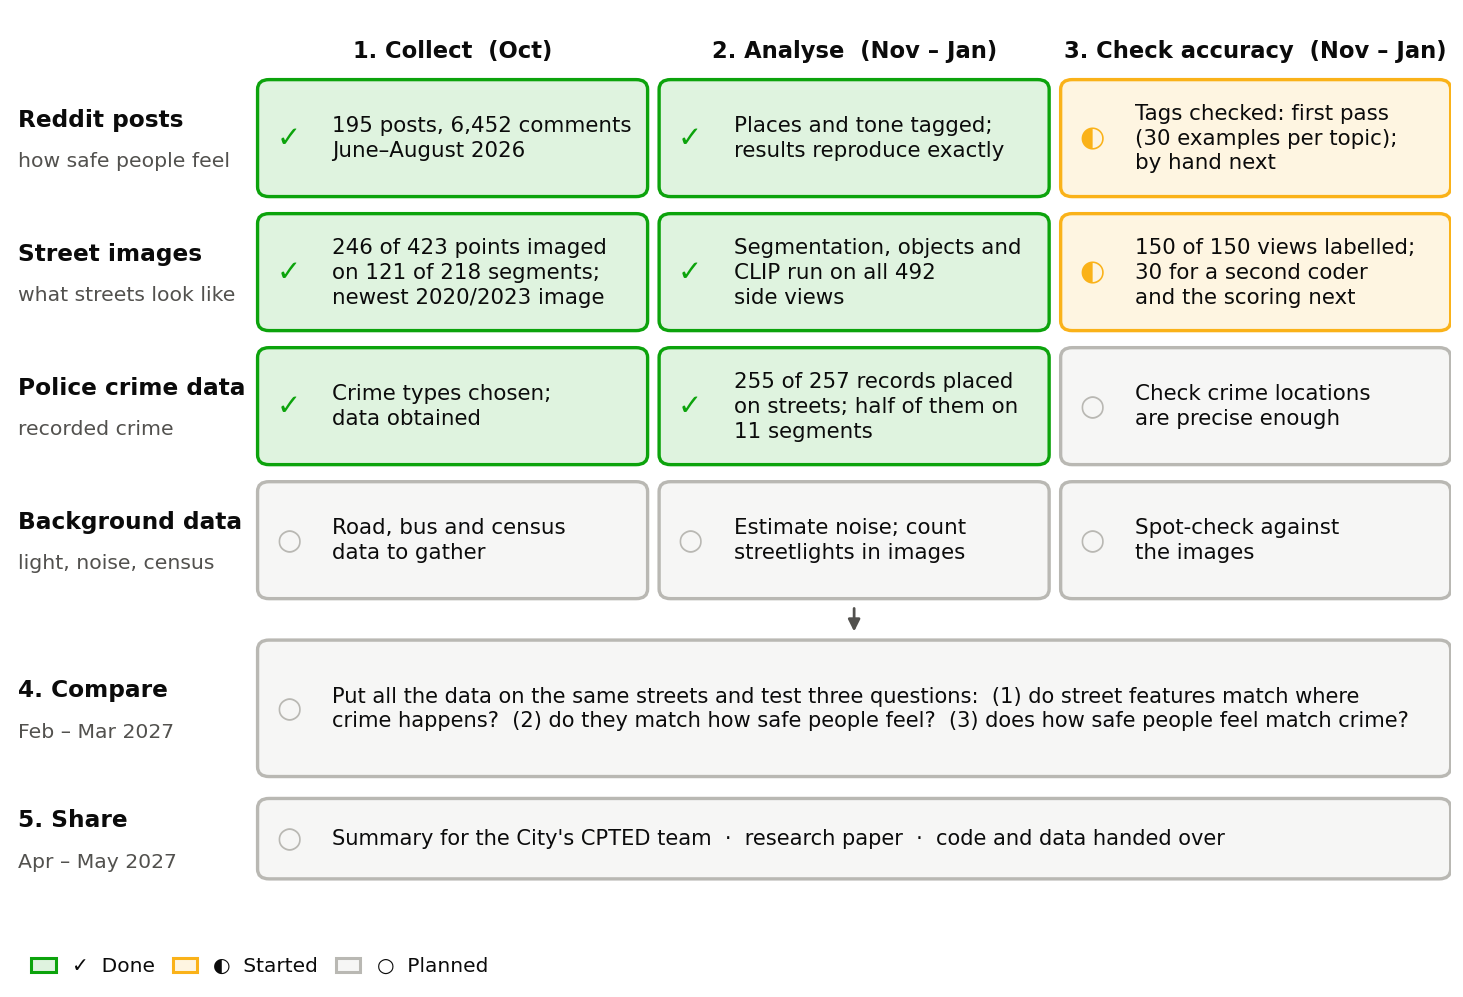 1. Collect  (Oct)
2. Analyse  (Nov – Jan)
3. Check accuracy  (Nov – Jan)
Reddit posts
how safe people feel
✓
195 posts, 6,452 comments
June–August 2026
✓
Places and tone tagged;
results reproduce exactly
◐
Tags checked: first pass
(30 examples per topic);
by hand next
Street images
what streets look like
✓
246 of 423 points imaged
on 121 of 218 segments;
newest 2020/2023 image
✓
Segmentation, objects and
CLIP run on all 492
side views
◐
150 of 150 views labelled;
30 for a second coder
and the scoring next
Police crime data
recorded crime
✓
Crime types chosen;
data obtained
✓
255 of 257 records placed
on streets; half of them on
11 segments
○
Check crime locations
are precise enough
Background data
light, noise, census
○
Road, bus and census
data to gather
○
Estimate noise; count
streetlights in images
○
Spot-check against
the images
4. Compare
Feb – Mar 2027
○
Put all the data on the same streets and test three questions:  (1) do street features match where
crime happens?  (2) do they match how safe people feel?  (3) does how safe people feel match crime?
5. Share
Apr – May 2027
○
Summary for the City's CPTED team  ·  research paper  ·  code and data handed over
✓  Done  ◐  Started  ○  Planned